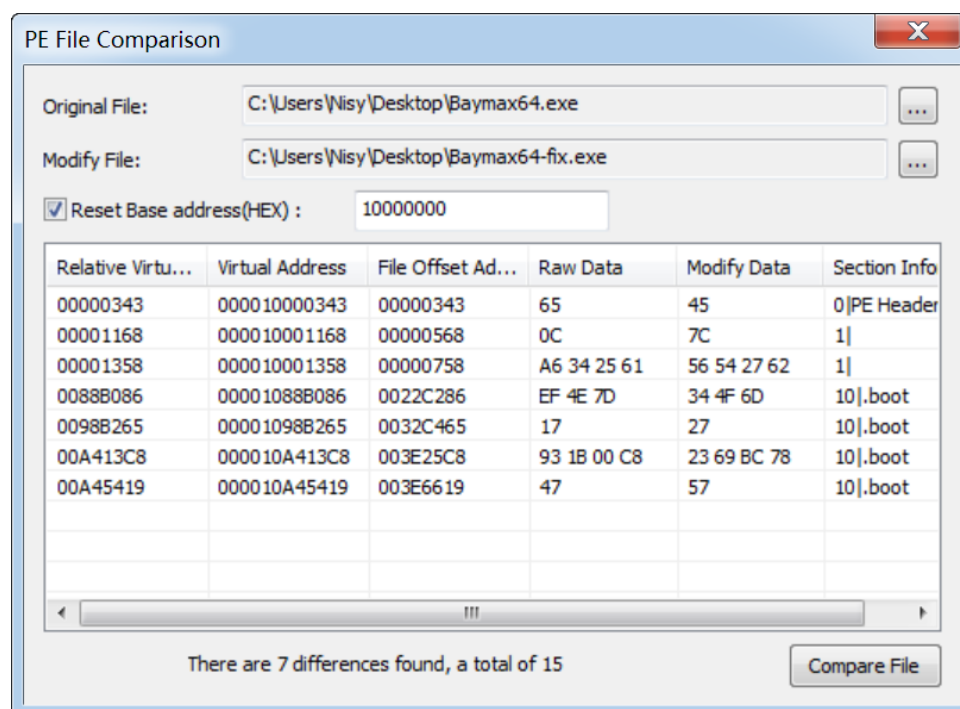 PE File Comparison
Original File: C:\Users\Nisy\Desktop\Baymax64.exe ...
Modify File: C:\Users\Nisy\Desktop\Baymax64-fix.exe ...
Reset Base address(HEX) : 10000000
Relative Virtu... Virtual Address File Offset Ad... Raw Data Modify Data Section Info
00000343 000010000343 00000343 65 45 0|PE Header
00001168 000010001168 00000568 0C 7C 1|
00001358 000010001358 00000758 A6 34 25 61 56 54 27 62 1|
0088B086 00001088B086 0022C286 EF 4E 7D 34 4F 6D 10|.boot
0098B265 00001098B265 0032C465 17 27 10|.boot
00A413C8 000010A413C8 003E25C8 93 1B 00 C8 23 69 BC 78 10|.boot
00A45419 000010A45419 003E6619 47 57 10|.boot
There are 7 differences found, a total of 15 Compare File